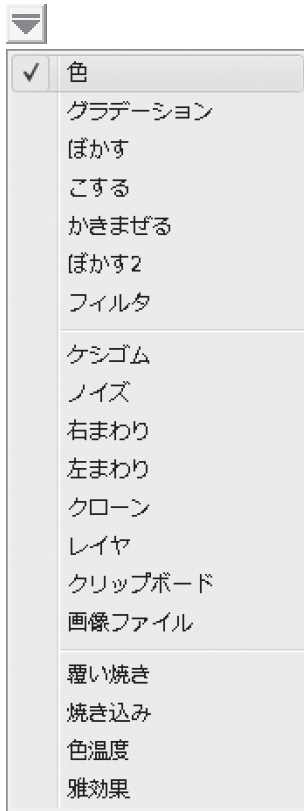 色
グラデーション
ぼかす
こする
かきまぜる
ぼかす2
フィルタ
ケシゴム
ノイズ
右まわり
左まわり
クローン
レイヤ
クリップボード
画像ファイル
覆い焼き
焼き込み
色温度
雅効果